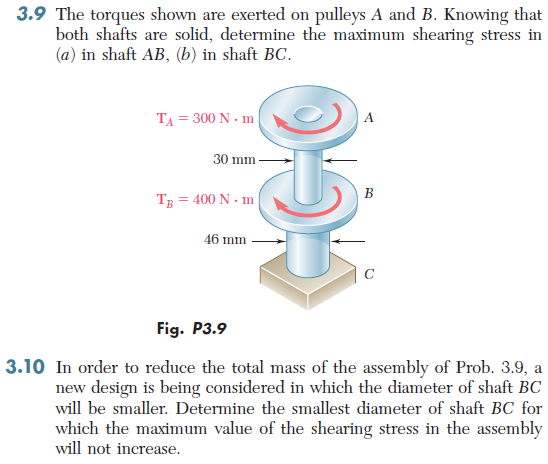 3.9 The torques shown are exerted on pulleys A and B. Knowing that
both shafts are solid, determine the maximum shearing stress in
(a) in shaft AB, (b) in shaft BC.
T_A = 300 N · m
A
30 mm
T_B = 400 N · m
B
46 mm
C
Fig. P3.9
3.10 In order to reduce the total mass of the assembly of Prob. 3.9, a
new design is being considered in which the diameter of shaft BC
will be smaller. Determine the smallest diameter of shaft BC for
which the maximum value of the shearing stress in the assembly
will not increase.